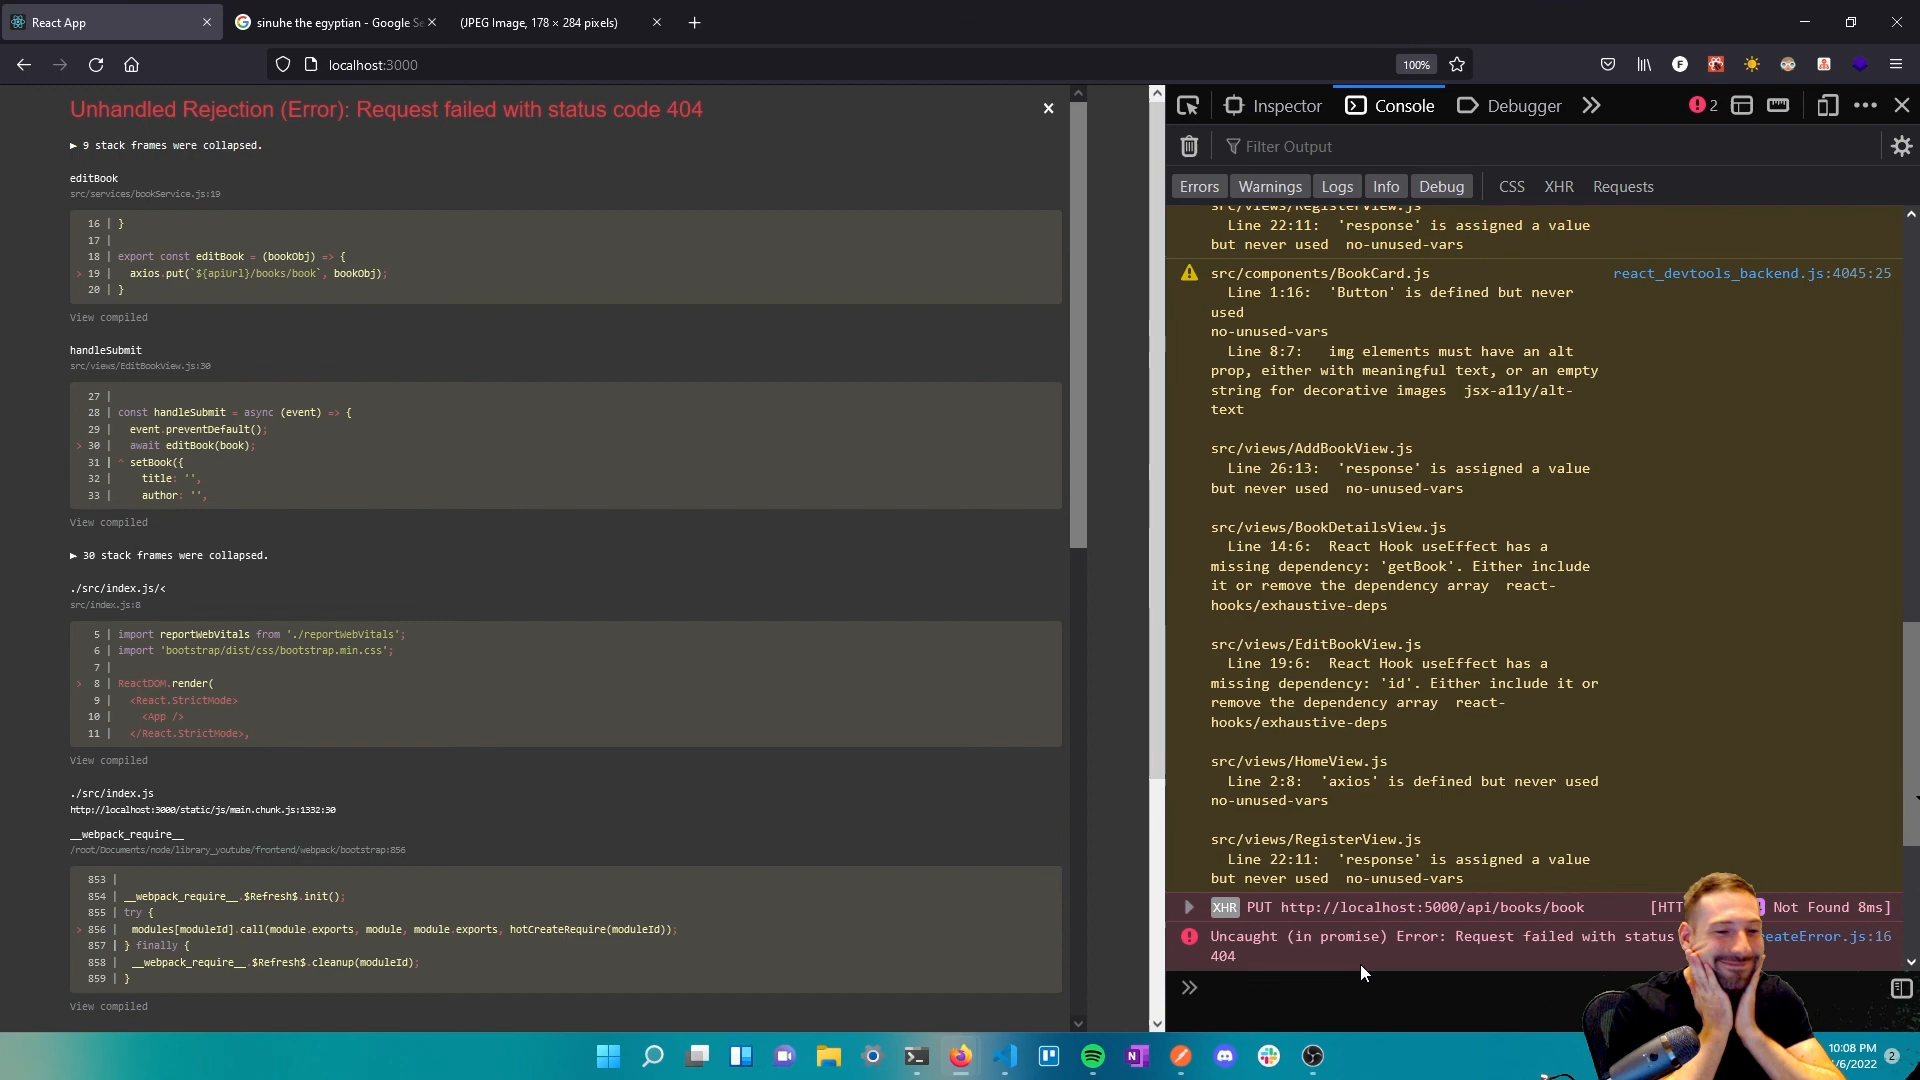 React App
sinuhe the egyptian - Google Se
(JPEG Image, 178 × 284 pixels)
localhost:3000
100%
Unhandled Rejection (Error): Request failed with status code 404
▶ 9 stack frames were collapsed.
editBook
src/services/bookService.js:19
16 | }
17 |
18 | export const editBook = (bookObj) => {
> 19 | axios.put(`${apiUrl}/books/book`, bookObj);
20 | }
View compiled
handleSubmit
src/views/EditBookView.js:30
27 |
28 | const handleSubmit = async (event) => {
29 | event.preventDefault();
> 30 | await editBook(book);
31 | ^ setBook({
32 | title: '',
33 | author: '',
View compiled
▶ 30 stack frames were collapsed.
./src/index.js/<
src/index.js:8
5 | import reportWebVitals from './reportWebVitals';
6 | import 'bootstrap/dist/css/bootstrap.min.css';
7 |
> 8 | ReactDOM.render(
9 | <React.StrictMode>
10 | <App />
11 | </React.StrictMode>,
View compiled
./src/index.js
http://localhost:3000/static/js/main.chunk.js:1332:30
__webpack_require__
/root/Documents/node/library_youtube/frontend/webpack/bootstrap:856
853 |
854 | __webpack_require__.$Refresh$.init();
855 | try {
> 856 | modules[moduleId].call(module.exports, module, module.exports, hotCreateRequire(moduleId));
857 | } finally {
858 | __webpack_require__.$Refresh$.cleanup(moduleId);
859 | }
View compiled
Inspector
Console
Debugger
2
Filter Output
Errors
Warnings
Logs
Info
Debug
CSS
XHR
Requests
src/views/RegisterView.js
Line 22:11: 'response' is assigned a value
but never used no-unused-vars
src/components/BookCard.js
react_devtools_backend.js:4045:25
Line 1:16: 'Button' is defined but never
used
no-unused-vars
Line 8:7: img elements must have an alt
prop, either with meaningful text, or an empty
string for decorative images jsx-a11y/alt-
text
src/views/AddBookView.js
Line 26:13: 'response' is assigned a value
but never used no-unused-vars
src/views/BookDetailsView.js
Line 14:6: React Hook useEffect has a
missing dependency: 'getBook'. Either include
it or remove the dependency array react-
hooks/exhaustive-deps
src/views/EditBookView.js
Line 19:6: React Hook useEffect has a
missing dependency: 'id'. Either include it or
remove the dependency array react-
hooks/exhaustive-deps
src/views/HomeView.js
Line 2:8: 'axios' is defined but never used
no-unused-vars
src/views/RegisterView.js
Line 22:11: 'response' is assigned a value
but never used no-unused-vars
XHR PUT http://localhost:5000/api/books/book
[HTT
Not Found 8ms]
Uncaught (in promise) Error: Request failed with status
eateError.js:16
404
10:08 PM
/6/2022
2